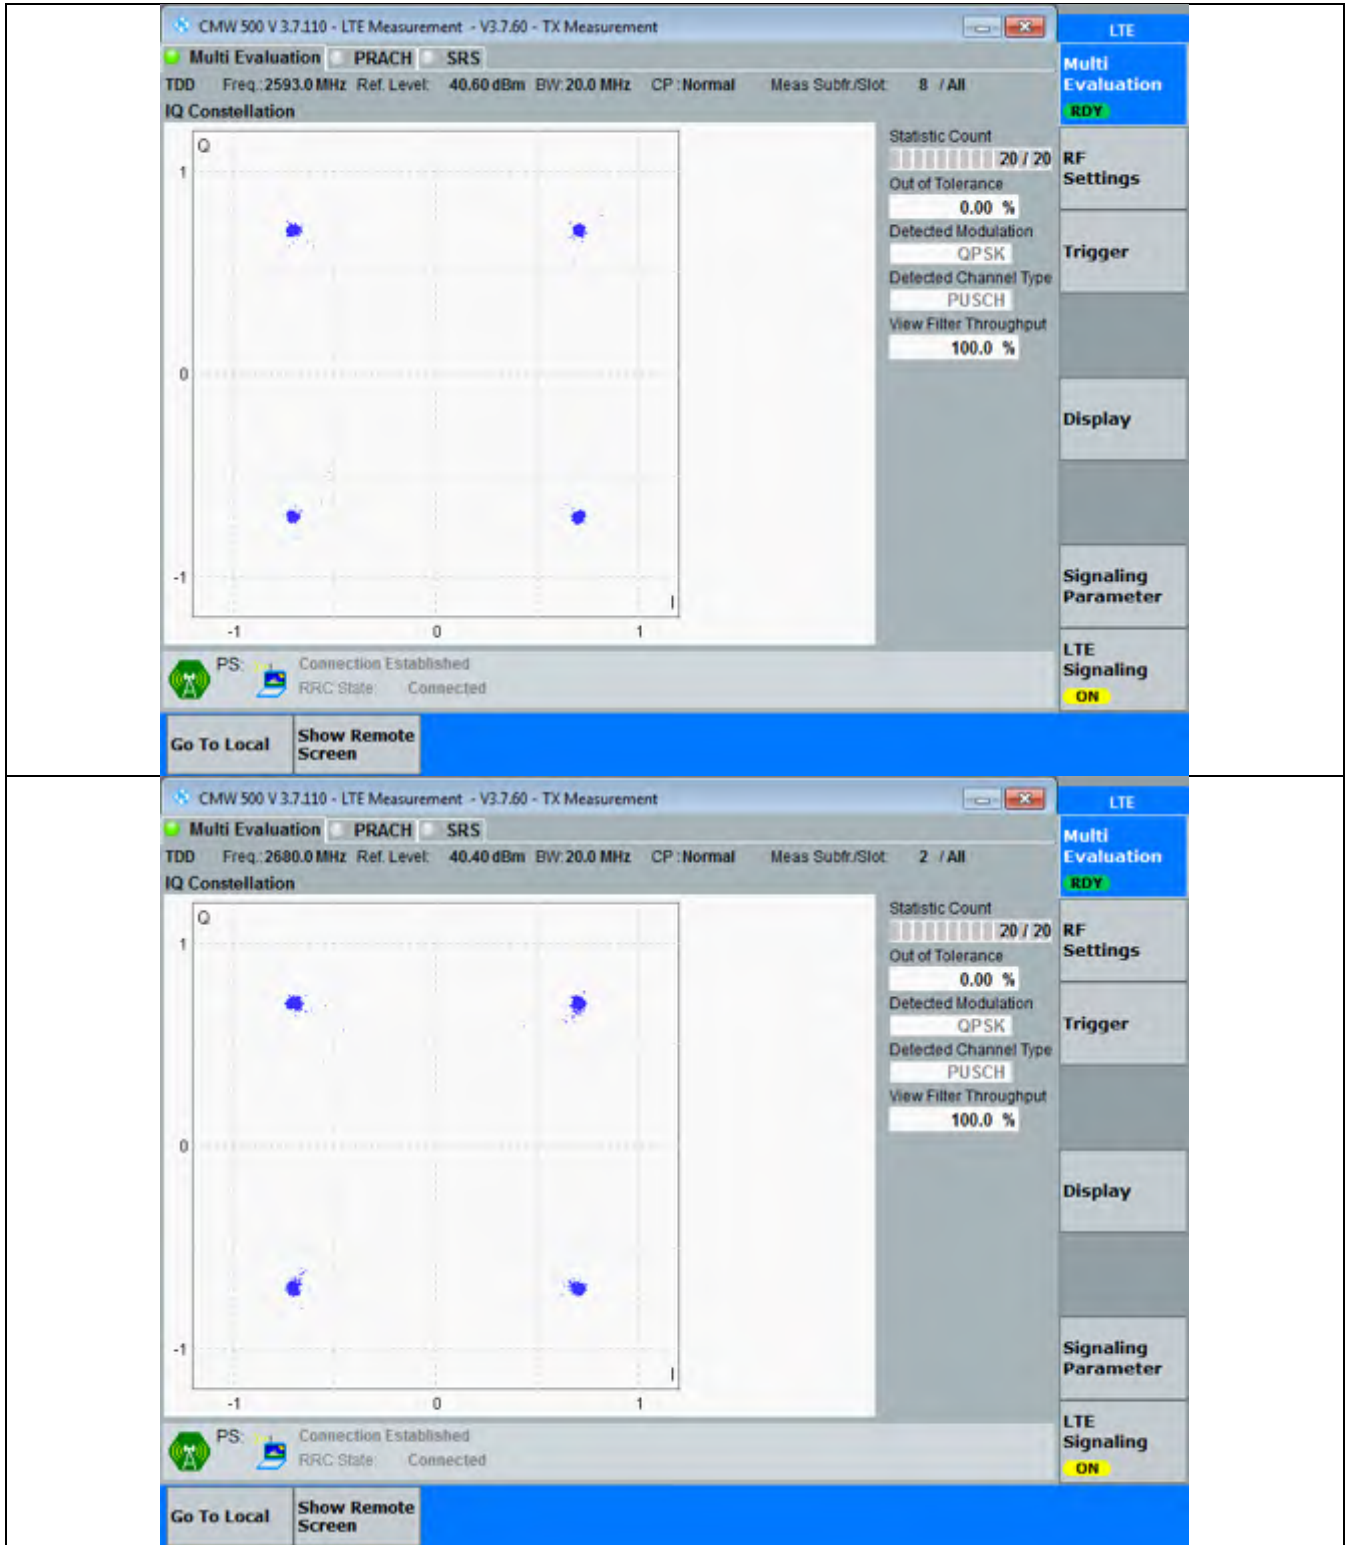 CMW 500 V 3.7.110 - LTE Measurement - V3.7.60 - TX Measurement
LTE
Multi Evaluation PRACH SRS
Multi
Evaluation
RDY
TDD Freq.:2593.0 MHz Ref. Level: 40.60 dBm BW:20.0 MHz CP :Normal Meas Subfr./Slot: 8 / All
IQ Constellation
Q
1
0
-1
-1 0 1
I
Statistic Count
20 / 20
Out of Tolerance
0.00 %
Detected Modulation
QPSK
Detected Channel Type
PUSCH
View Filter Throughput
100.0 %
RF
Settings
Trigger
Display
Signaling
Parameter
LTE
Signaling
ON
PS: Connection Established
RRC State: Connected
Go To Local
Show Remote
Screen
CMW 500 V 3.7.110 - LTE Measurement - V3.7.60 - TX Measurement
LTE
Multi Evaluation PRACH SRS
Multi
Evaluation
RDY
TDD Freq.:2680.0 MHz Ref. Level: 40.40 dBm BW:20.0 MHz CP :Normal Meas Subfr./Slot: 2 / All
IQ Constellation
Q
1
0
-1
-1 0 1
I
Statistic Count
20 / 20
Out of Tolerance
0.00 %
Detected Modulation
QPSK
Detected Channel Type
PUSCH
View Filter Throughput
100.0 %
RF
Settings
Trigger
Display
Signaling
Parameter
LTE
Signaling
ON
PS: Connection Established
RRC State: Connected
Go To Local
Show Remote
Screen